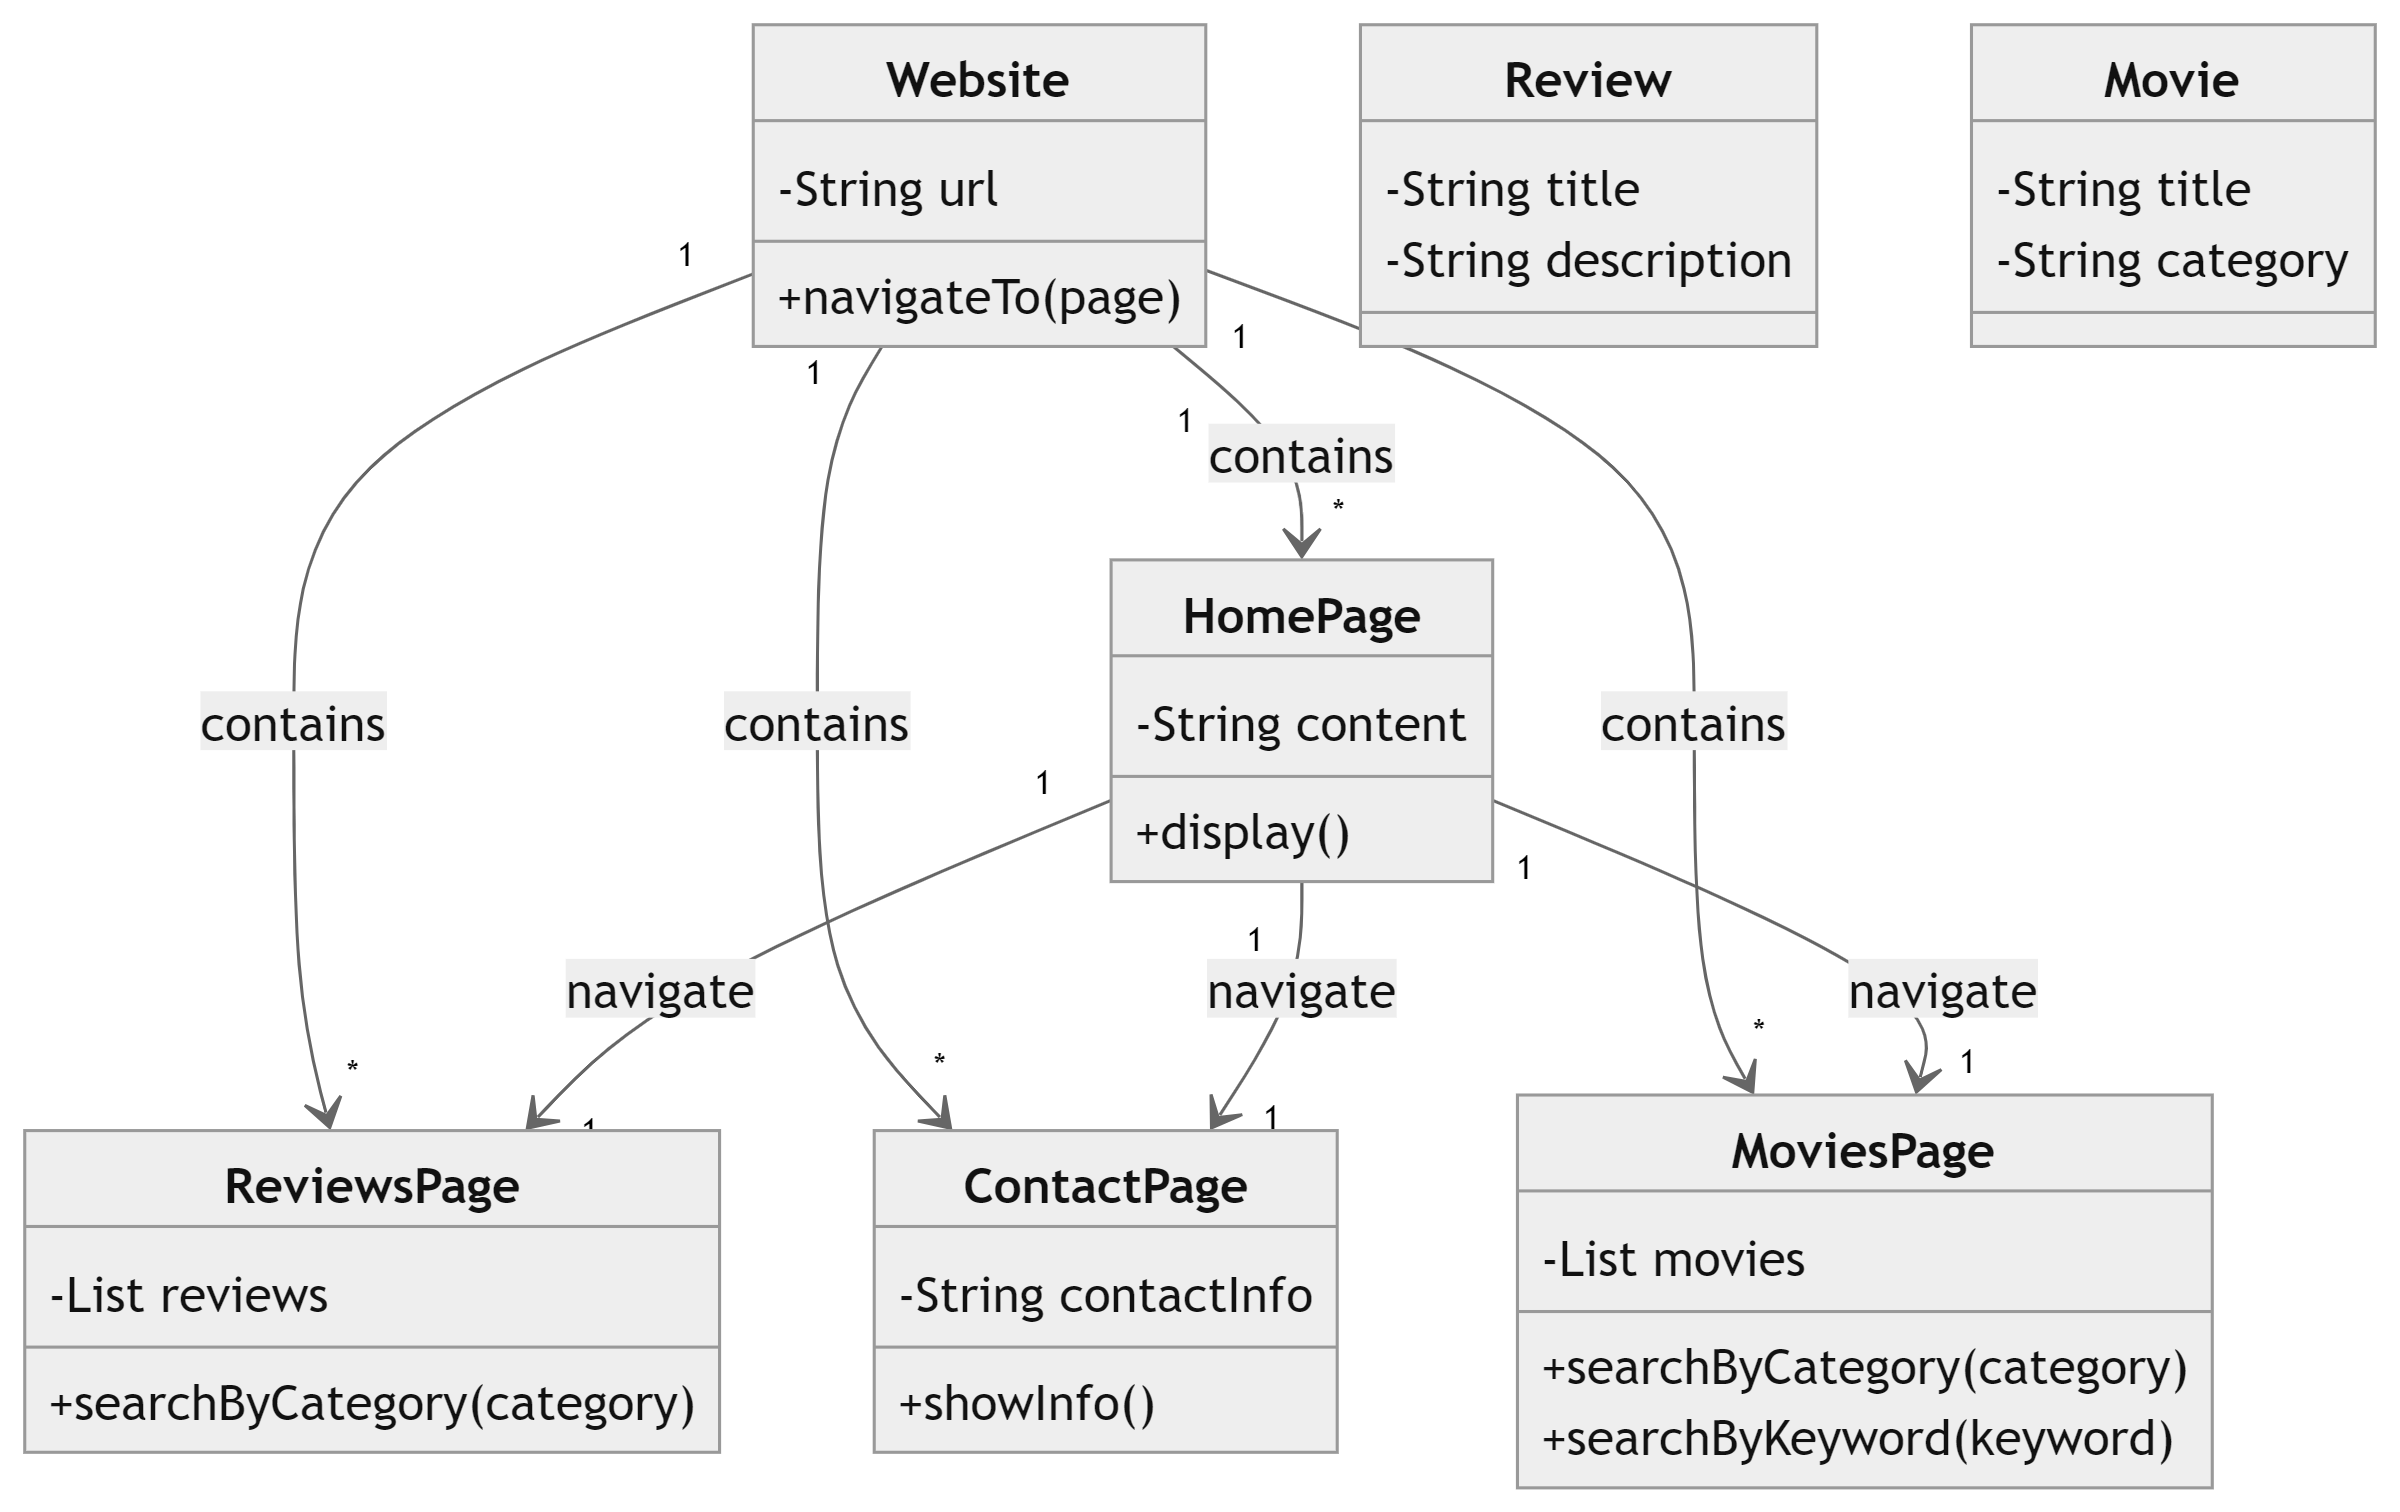 Website
-String url
+navigateTo(page)
Review
-String title
-String description
Movie
-String title
-String category
1
1
1
1
contains
*
HomePage
-String content
+display()
contains
contains
contains
1
1
1
navigate
navigate
navigate
*
*
*
1
1
1
ReviewsPage
-List reviews
+searchByCategory(category)
ContactPage
-String contactInfo
+showInfo()
MoviesPage
-List movies
+searchByCategory(category)
+searchByKeyword(keyword)